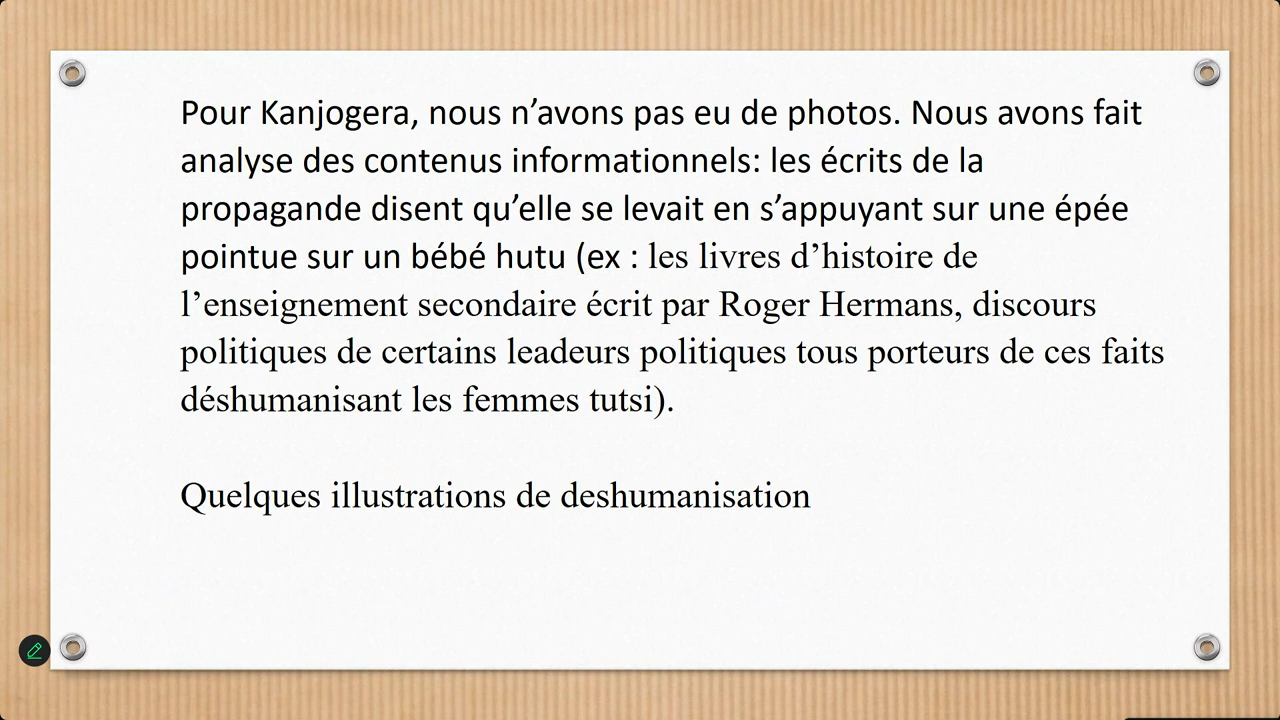 Pour Kanjogera, nous n’avons pas eu de photos. Nous avons fait
analyse des contenus informationnels: les écrits de la
propagande disent qu’elle se levait en s’appuyant sur une épée
pointue sur un bébé hutu (ex : les livres d’histoire de
l’enseignement secondaire écrit par Roger Hermans, discours
politiques de certains leadeurs politiques tous porteurs de ces faits
déshumanisant les femmes tutsi).
Quelques illustrations de deshumanisation